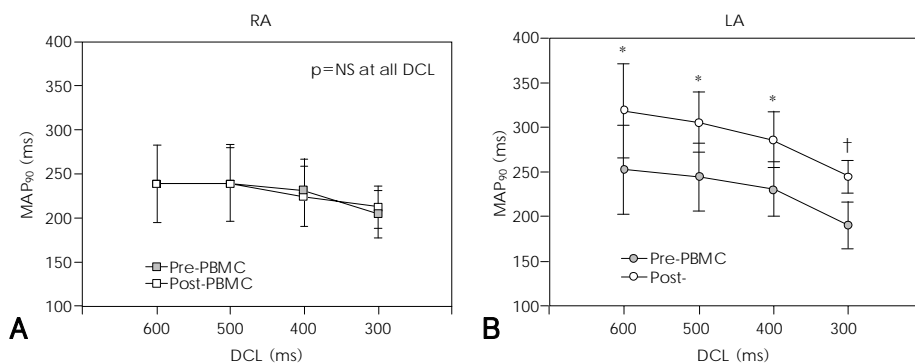 RA
400
350
300
250
200
150
100
MAP90 (ms)
p=NS at all DCL
Pre-PBMC
Post-PBMC
600 500 400 300
DCL (ms)
A
LA
400
350
300
250
200
150
100
MAP90 (ms)
* * * †
Pre-PBMC
Post-
600 500 400 300
DCL (ms)
B